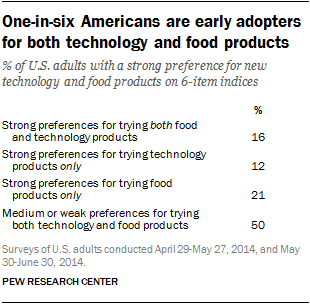 One-in-six Americans are early adopters
for both technology and food products
% of U.S. adults with a strong preference for new
technology and food products on 6-item indices
%
Strong preferences for trying both food
and technology products 16
Strong preferences for trying technology
products only 12
Strong preferences for trying food
products only 21
Medium or weak preferences for trying
both technology and food products 50
Surveys of U.S. adults conducted April 29-May 27, 2014, and May
30-June 30, 2014.
PEW RESEARCH CENTER